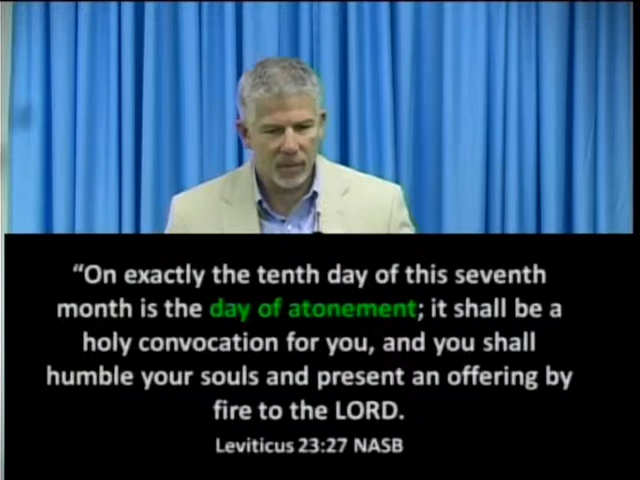 “On exactly the tenth day of this seventh
month is the day of atonement; it shall be a
holy convocation for you, and you shall
humble your souls and present an offering by
fire to the LORD.
Leviticus 23:27 NASB